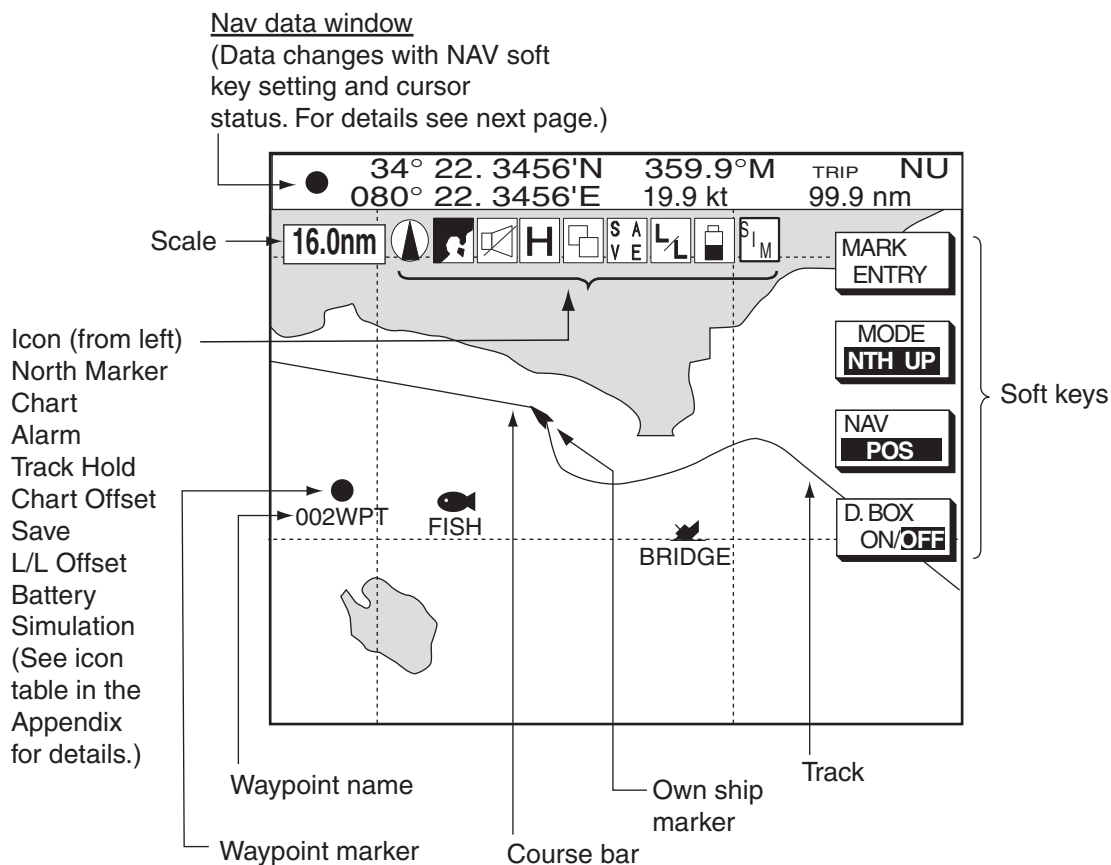 Nav data window
(Data changes with NAV soft
key setting and cursor
status. For details see next page.)
34° 22. 3456'N 359.9°M TRIP NU
080° 22. 3456'E 19.9 kt 99.9 nm
Scale
16.0nm
H
S A
V E
L/L
SIM
MARK
ENTRY
MODE
NTH UP
NAV
POS
D. BOX
ON/OFF
Soft keys
Icon (from left)
North Marker
Chart
Alarm
Track Hold
Chart Offset
Save
L/L Offset
Battery
Simulation
(See icon
table in the
Appendix
for details.)
002WPT
FISH
BRIDGE
Waypoint name
Waypoint marker
Course bar
Own ship
marker
Track